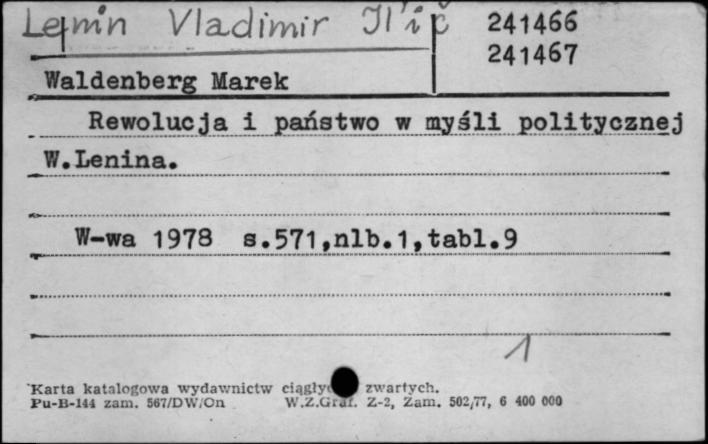 Lenin Vladimir Il'ič 241466
241467
Waldenberg Marek
Rewolucja i państwo w myśli politycznej
W.Lenina.
W-wa 1978 s.571,nlb.1,tabl.9
1
Karta katalogowa wydawnictw zwartych.
Pu-B-144 zam. 567/DW/On W.Z.Graf. Z-2, Zam. 502/77, 6 400 000